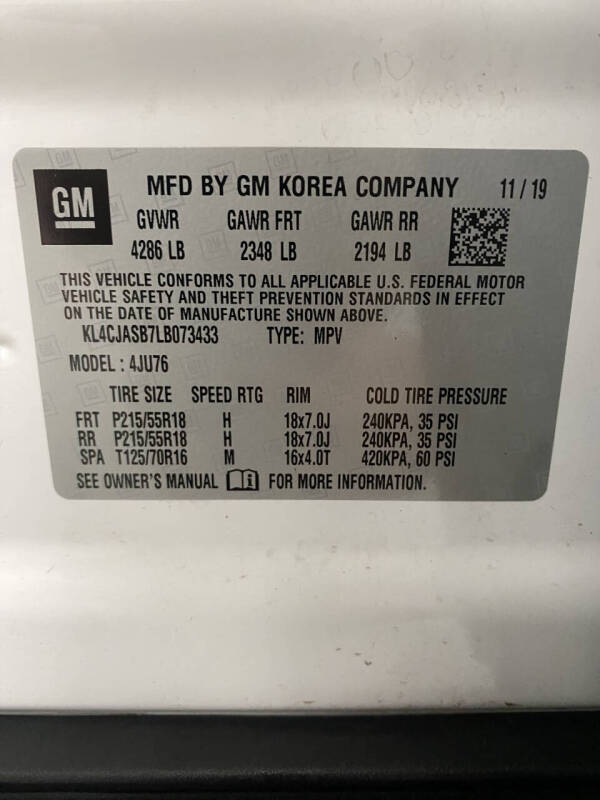 GM MFD BY GM KOREA COMPANY 11/19
GVWR GAWR FRT GAWR RR
4286 LB 2348 LB 2194 LB
THIS VEHICLE CONFORMS TO ALL APPLICABLE U.S. FEDERAL MOTOR
VEHICLE SAFETY AND THEFT PREVENTION STANDARDS IN EFFECT
ON THE DATE OF MANUFACTURE SHOWN ABOVE.
KL4CJASB7LB073433 TYPE: MPV
MODEL : 4JU76
TIRE SIZE SPEED RTG RIM COLD TIRE PRESSURE
FRT P215/55R18 H 18x7.0J 240KPA, 35 PSI
RR P215/55R18 H 18x7.0J 240KPA, 35 PSI
SPA T125/70R16 M 16x4.0T 420KPA, 60 PSI
SEE OWNER'S MANUAL i FOR MORE INFORMATION.